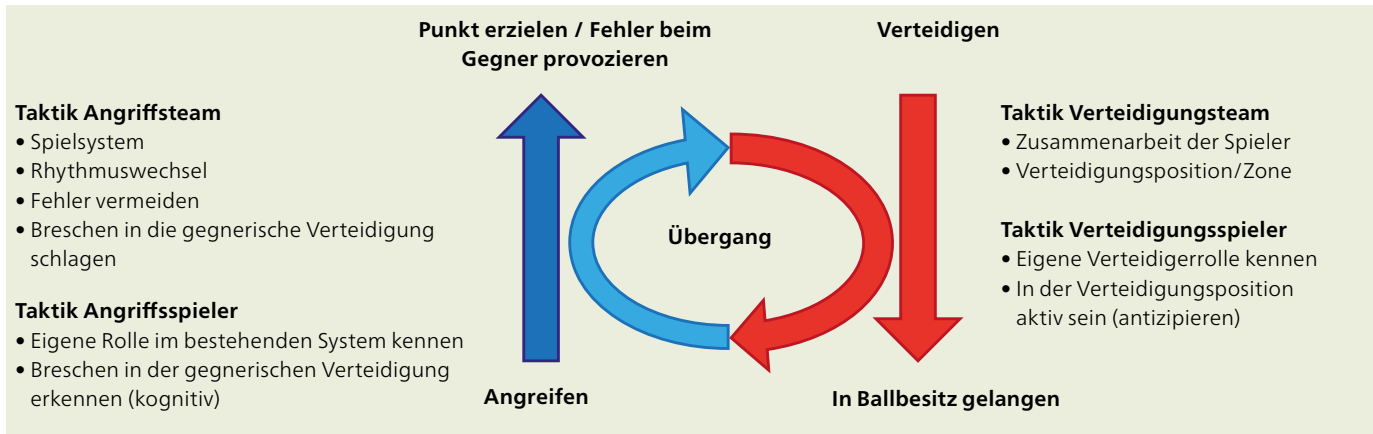 Punkt erzielen / Fehler beim
Gegner provozieren
Verteidigen
Taktik Angriffsteam
• Spielsystem
• Rhythmuswechsel
• Fehler vermeiden
• Breschen in die gegnerische Verteidigung
schlagen
Taktik Angriffsspieler
• Eigene Rolle im bestehenden System kennen
• Breschen in der gegnerischen Verteidigung
erkennen (kognitiv)
Übergang
Angreifen
In Ballbesitz gelangen
Taktik Verteidigungsteam
• Zusammenarbeit der Spieler
• Verteidigungsposition/Zone
Taktik Verteidigungsspieler
• Eigene Verteidigerrolle kennen
• In der Verteidigungsposition
aktiv sein (antizipieren)